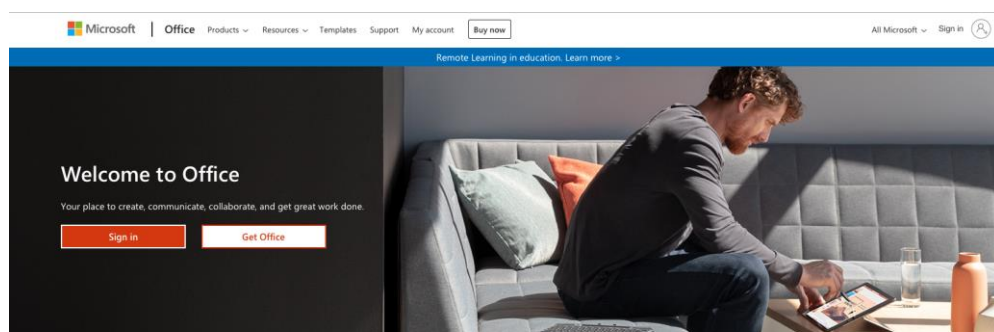 Microsoft | Office Products Resources Templates Support My account Buy now All Microsoft Sign in
Remote Learning in education. Learn more >
Welcome to Office
Your place to create, communicate, collaborate, and get great work done.
Sign in Get Office